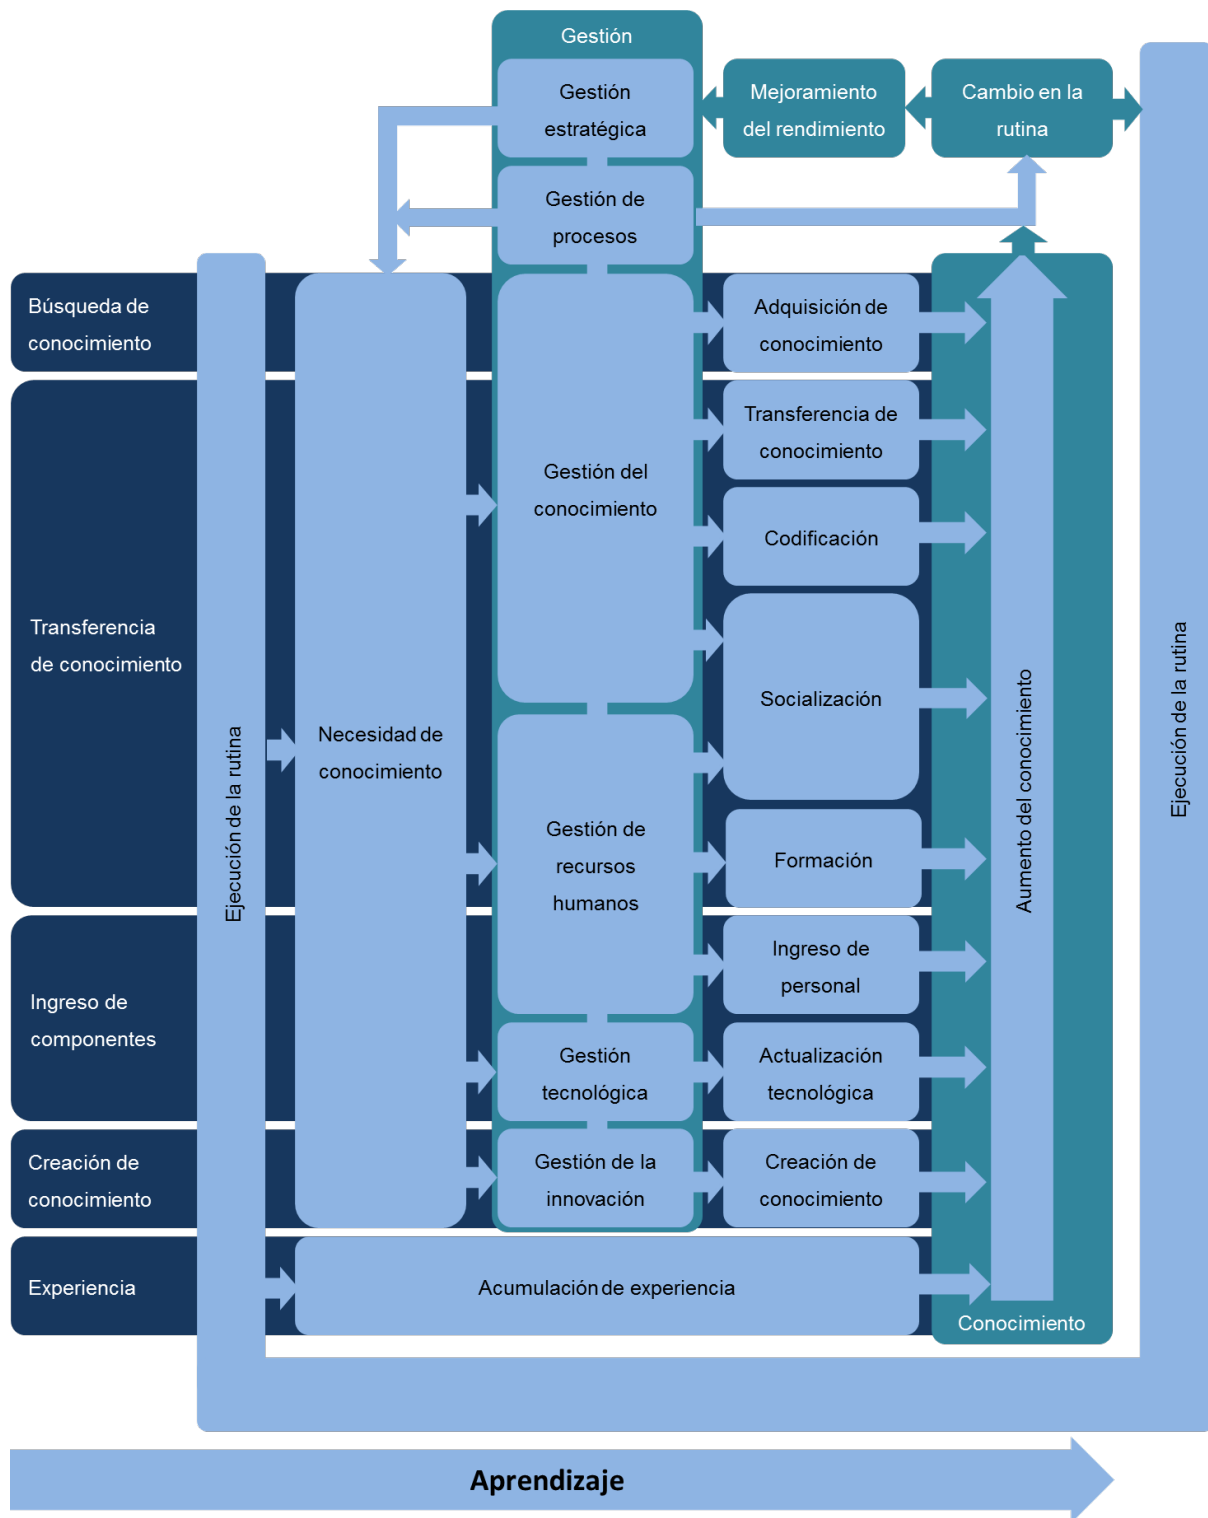 Gestión
Gestión
estratégica
Mejoramiento
del rendimiento
Cambio en la
rutina
Gestión de
procesos
Búsqueda de
conocimiento
Adquisición de
conocimiento
Transferencia de
conocimiento
Gestión del
conocimiento
Codificación
Transferencia
de conocimiento
Socialización
Ejecución de la rutina
Necesidad de
conocimiento
Aumento del conocimiento
Ejecución de la rutina
Gestión de
recursos
humanos
Formación
Ingreso de
personal
Ingreso de
componentes
Gestión
tecnológica
Actualización
tecnológica
Creación de
conocimiento
Gestión de la
innovación
Creación de
conocimiento
Experiencia
Acumulación de experiencia
Conocimiento
Aprendizaje